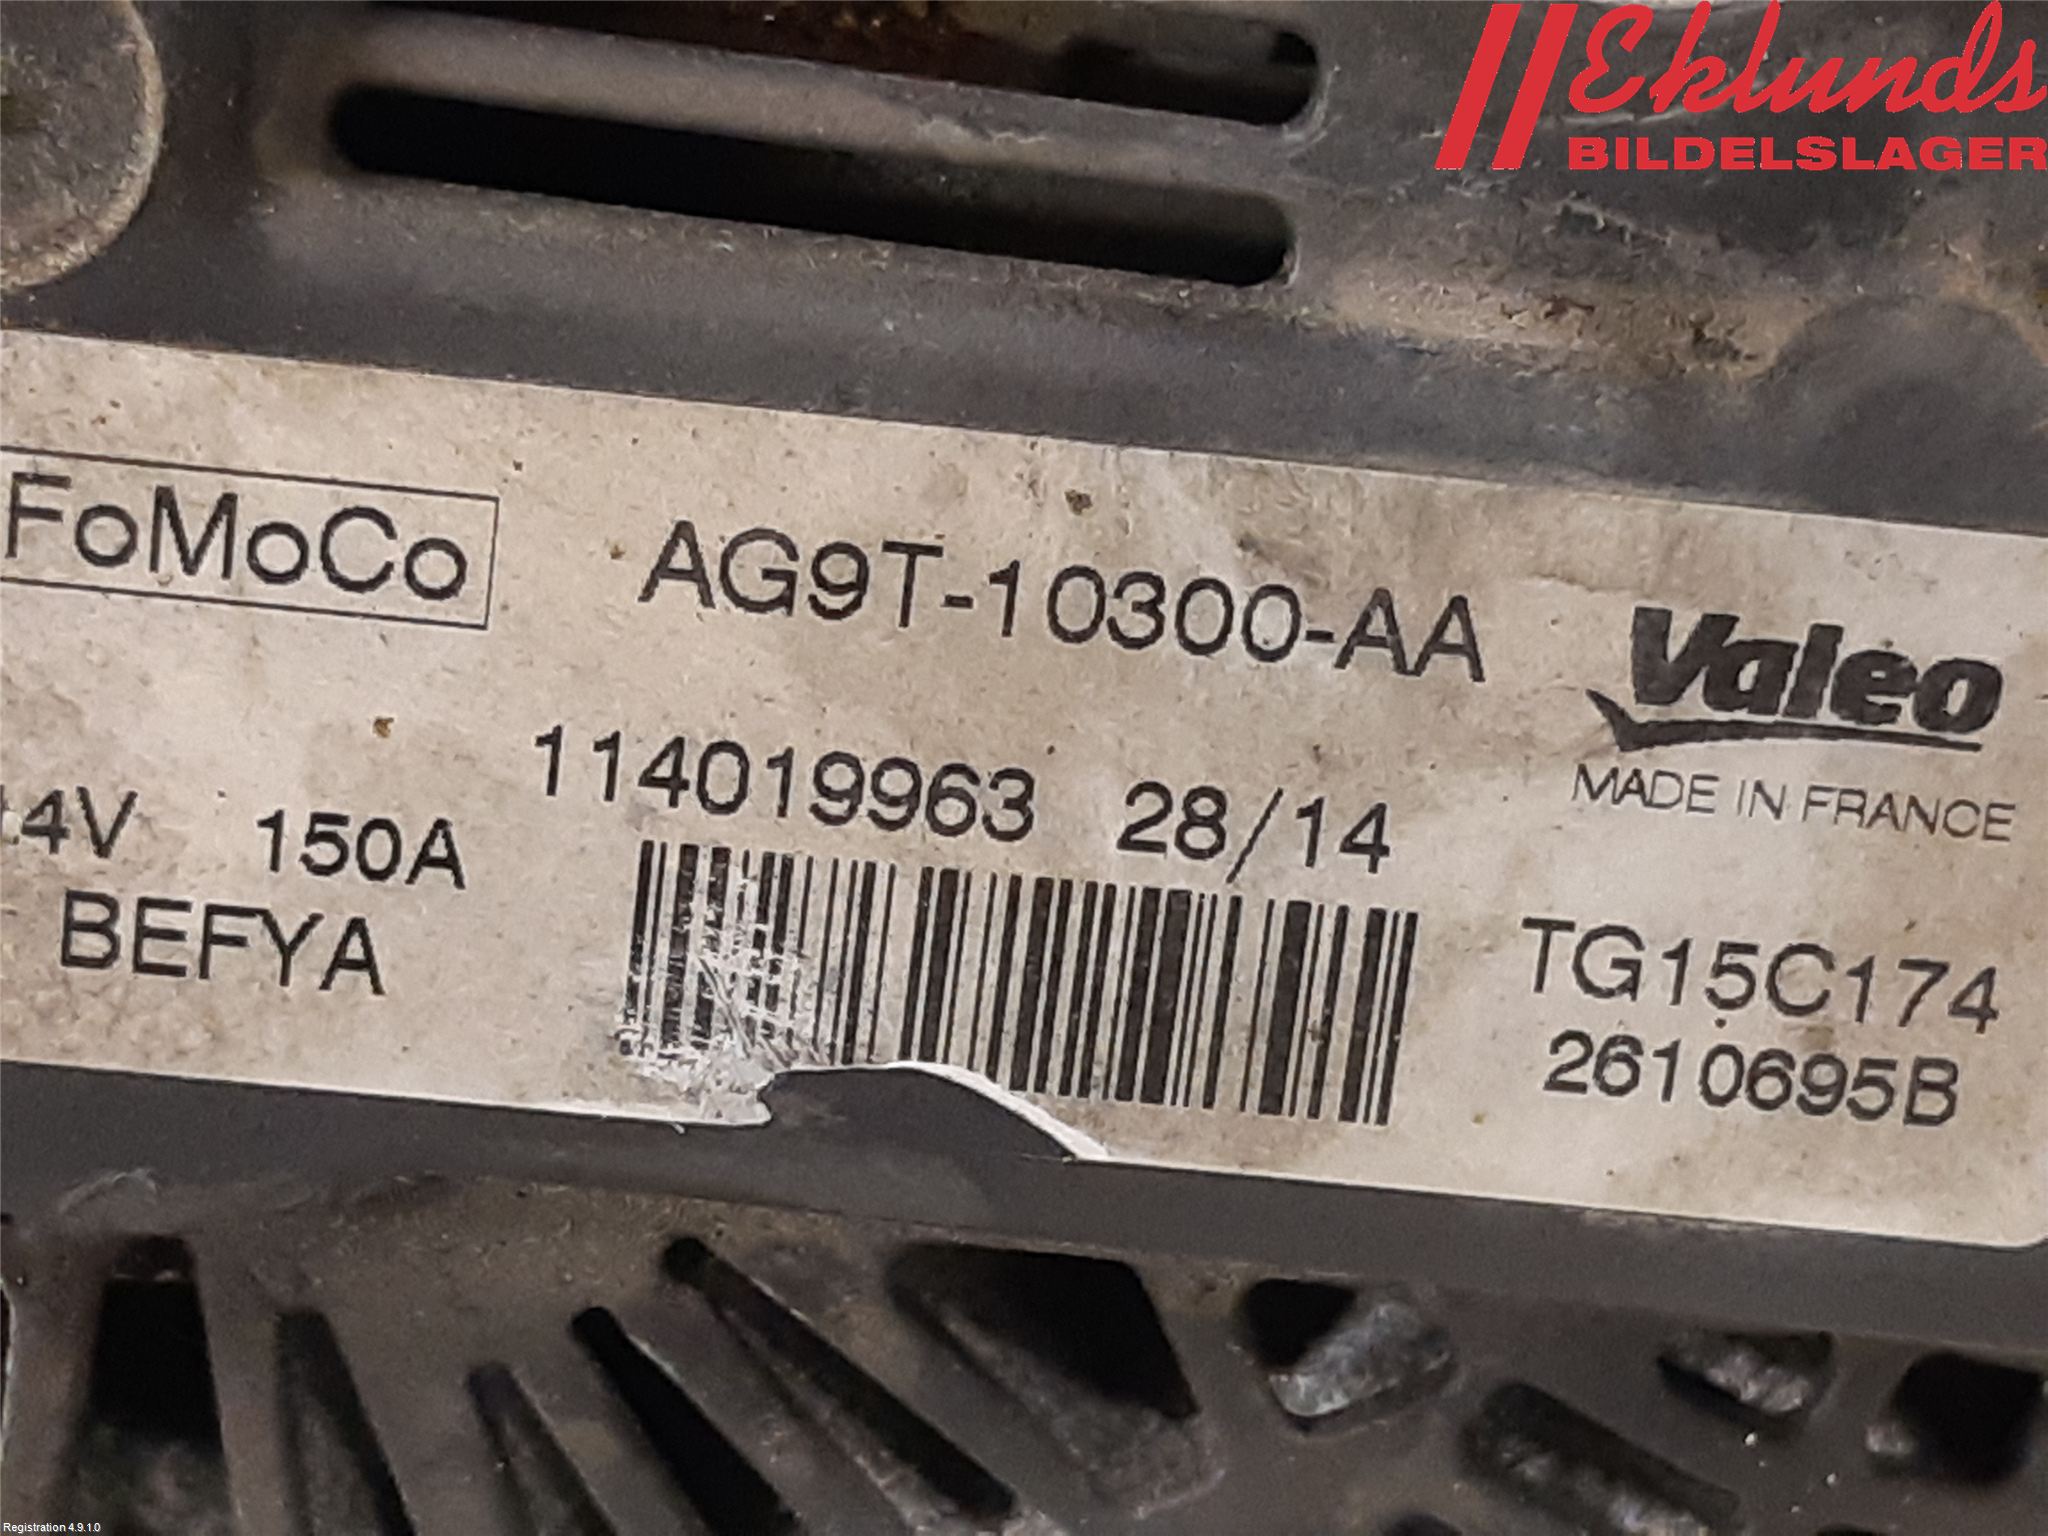 Eklunds
BILDELSLAGER
FoMoCo AG9T-10300-AA Valeo
MADE IN FRANCE
114019963 28/14
14V 150A
BEFYA TG15C174
2610695B
Registration 4.9.1.0